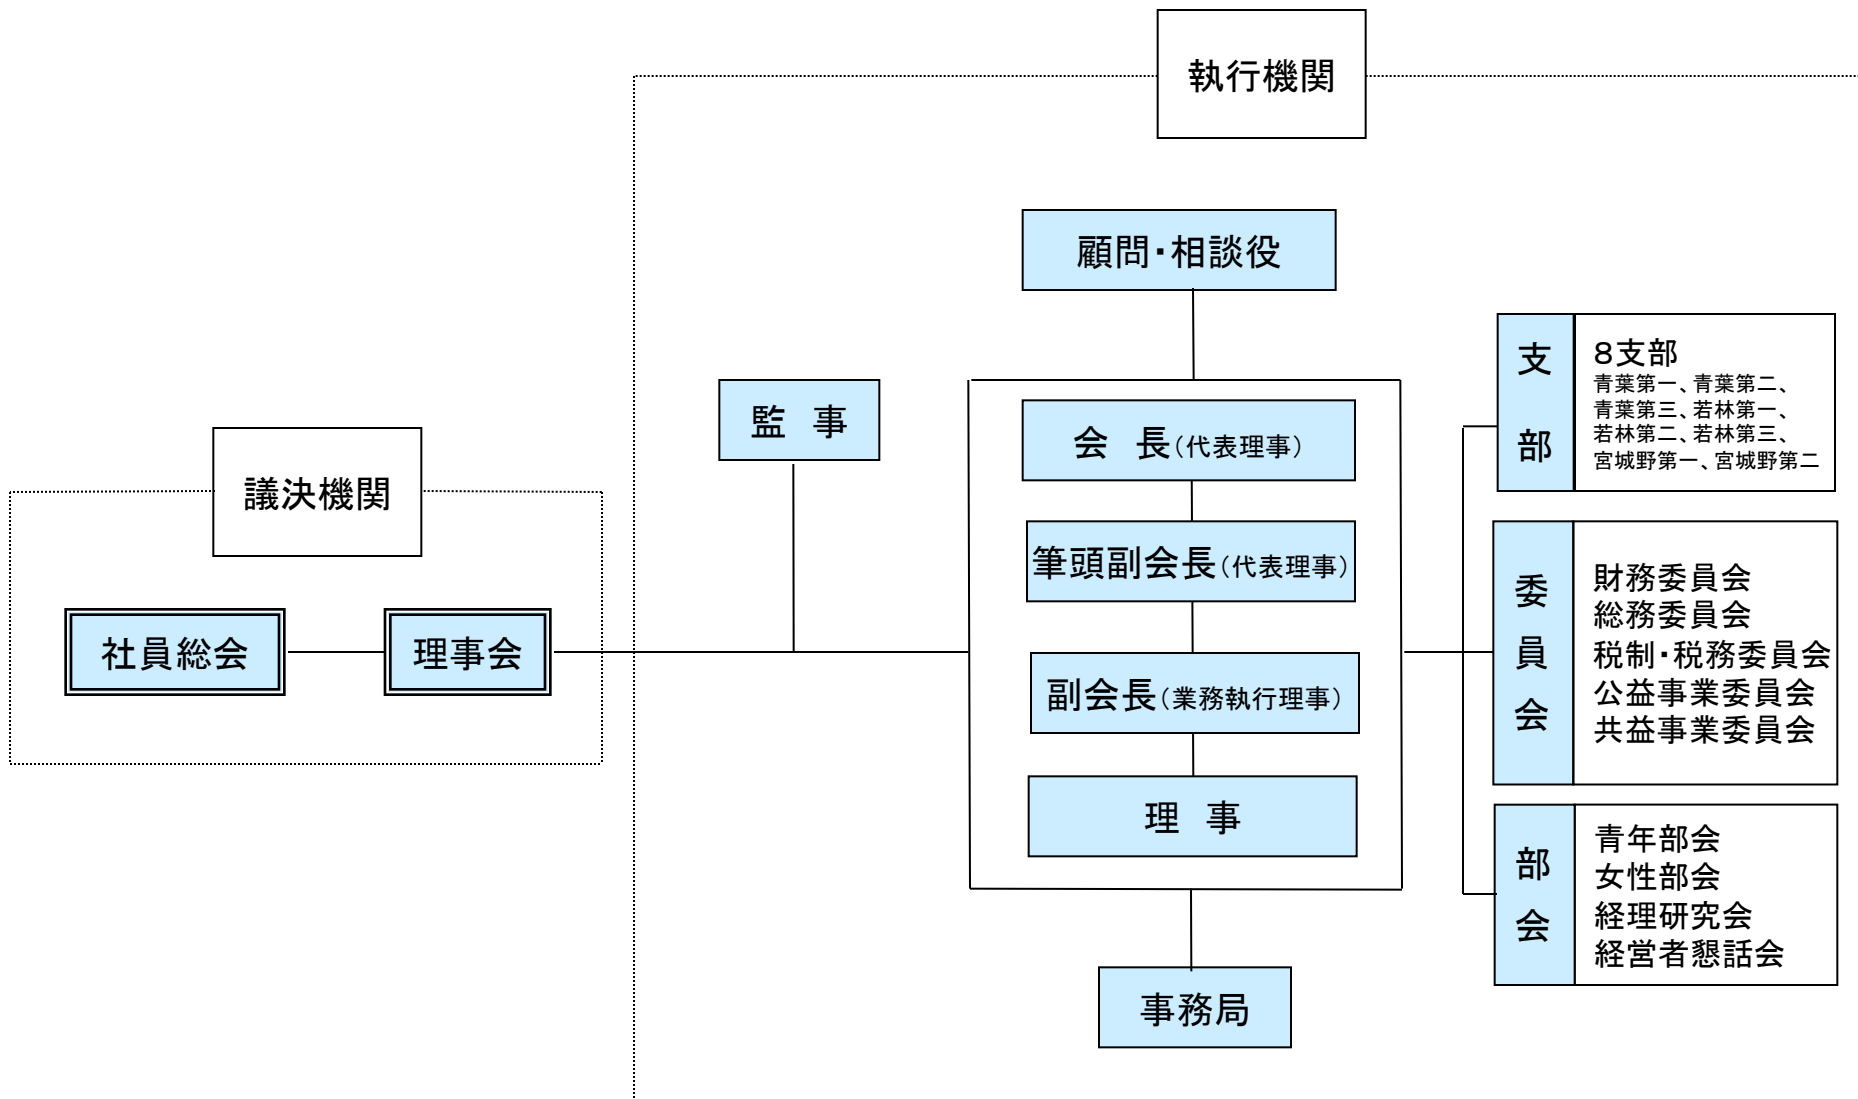 執行機関
顧問・相談役
監　事
会　長（代表理事）
筆頭副会長（代表理事）
副会長（業務執行理事）
理　事
事務局
議決機関
社員総会
理事会
支部
８支部
青葉第一、青葉第二、
青葉第三、若林第一、
若林第二、若林第三、
宮城野第一、宮城野第二
委員会
財務委員会
総務委員会
税制・税務委員会
公益事業委員会
共益事業委員会
部会
青年部会
女性部会
経理研究会
経営者懇話会